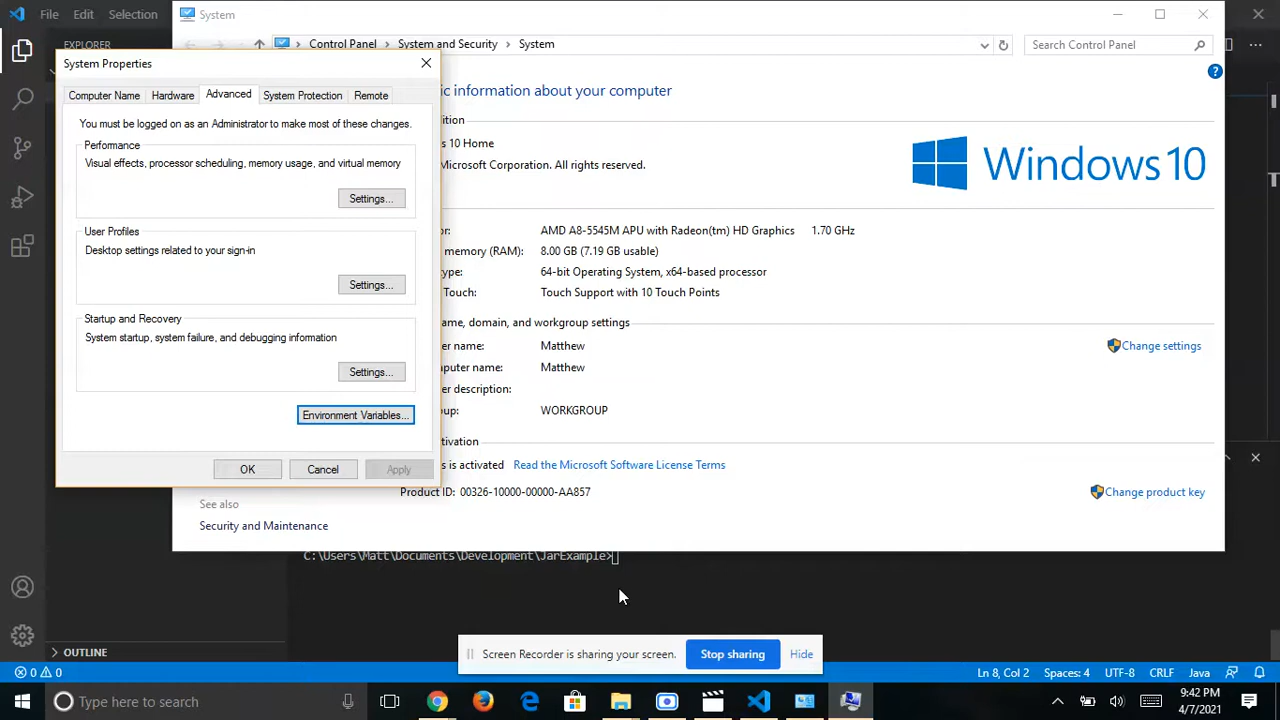 File Edit Selection
System
EXPLORER
Control Panel > System and Security > System
Search Control Panel
System Properties
Computer Name Hardware Advanced System Protection Remote
You must be logged on as an Administrator to make most of these changes.
Performance
Visual effects, processor scheduling, memory usage, and virtual memory
Settings...
User Profiles
Desktop settings related to your sign-in
Settings...
Startup and Recovery
System startup, system failure, and debugging information
Settings...
Environment Variables...
OK Cancel Apply
ic information about your computer
ition
s 10 Home
Microsoft Corporation. All rights reserved.
Windows 10
or: AMD A8-5545M APU with Radeon(tm) HD Graphics 1.70 GHz
memory (RAM): 8.00 GB (7.19 GB usable)
ype: 64-bit Operating System, x64-based processor
Touch: Touch Support with 10 Touch Points
ame, domain, and workgroup settings
er name: Matthew
Change settings
puter name: Matthew
er description:
up: WORKGROUP
tivation
s is activated Read the Microsoft Software License Terms
Product ID: 00326-10000-00000-AA857
Change product key
See also
Security and Maintenance
C:\Users\Matt\Documents\Development\JarExample>
OUTLINE
Screen Recorder is sharing your screen. Stop sharing Hide
0 0
Ln 8, Col 2 Spaces: 4 UTF-8 CRLF Java
Type here to search
9:42 PM
4/7/2021